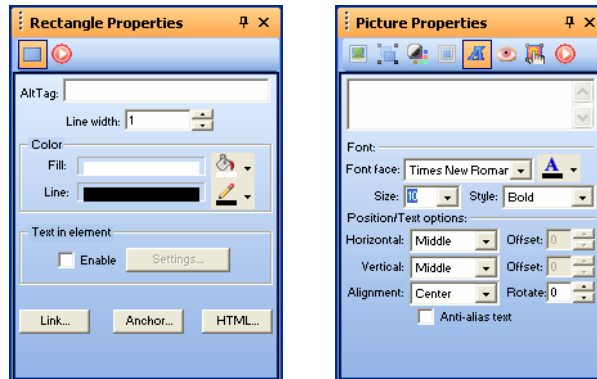 Rectangle Properties
AltTag:
Line width: 1
Color
Fill:
Line:
Text in element
Enable Settings...
Link... Anchor... HTML...
Picture Properties
Font:
Font face: Times New Romar A
Size: 10 Style: Bold
Position/Text options:
Horizontal: Middle Offset: 0
Vertical: Middle Offset: 0
Alignment: Center Rotate: 0
Anti-alias text